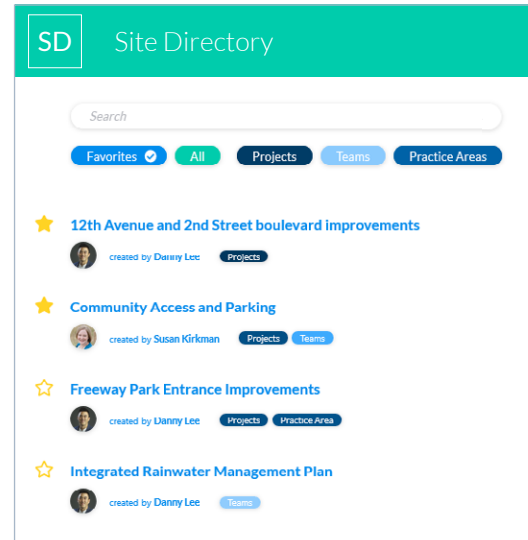 SD Site Directory
Search
Favorites All Projects Teams Practice Areas
12th Avenue and 2nd Street boulevard improvements
created by Danny Lee Projects
Community Access and Parking
created by Susan Kirkman Projects Teams
Freeway Park Entrance Improvements
created by Danny Lee Projects Practice Area
Integrated Rainwater Management Plan
created by Danny Lee Teams